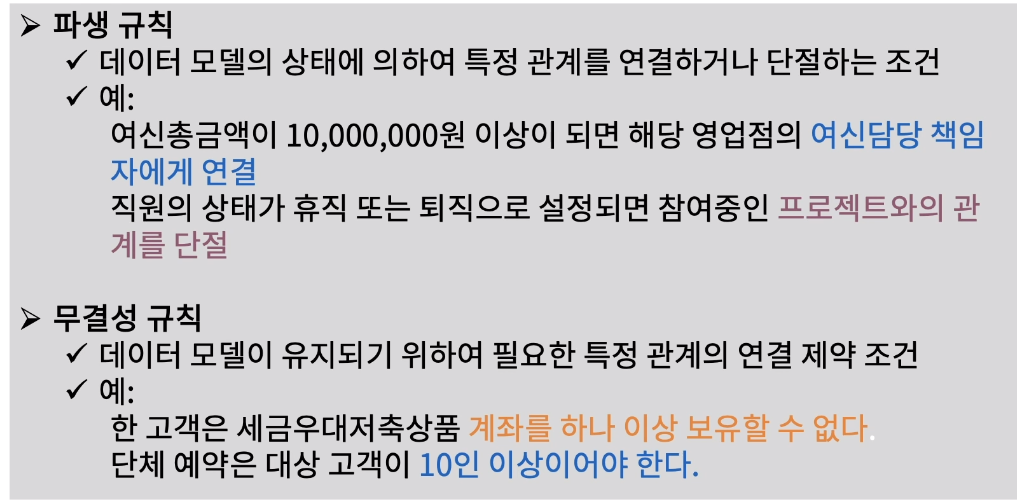 ➢ 파생 규칙
✓ 데이터 모델의 상태에 의하여 특정 관계를 연결하거나 단절하는 조건
✓ 예:
여신총금액이 10,000,000원 이상이 되면 해당 영업점의 여신담당 책임
자에게 연결
직원의 상태가 휴직 또는 퇴직으로 설정되면 참여중인 프로젝트와의 관
계를 단절
➢ 무결성 규칙
✓ 데이터 모델이 유지되기 위하여 필요한 특정 관계의 연결 제약 조건
✓ 예:
한 고객은 세금우대저축상품 계좌를 하나 이상 보유할 수 없다.
단체 예약은 대상 고객이 10인 이상이어야 한다.